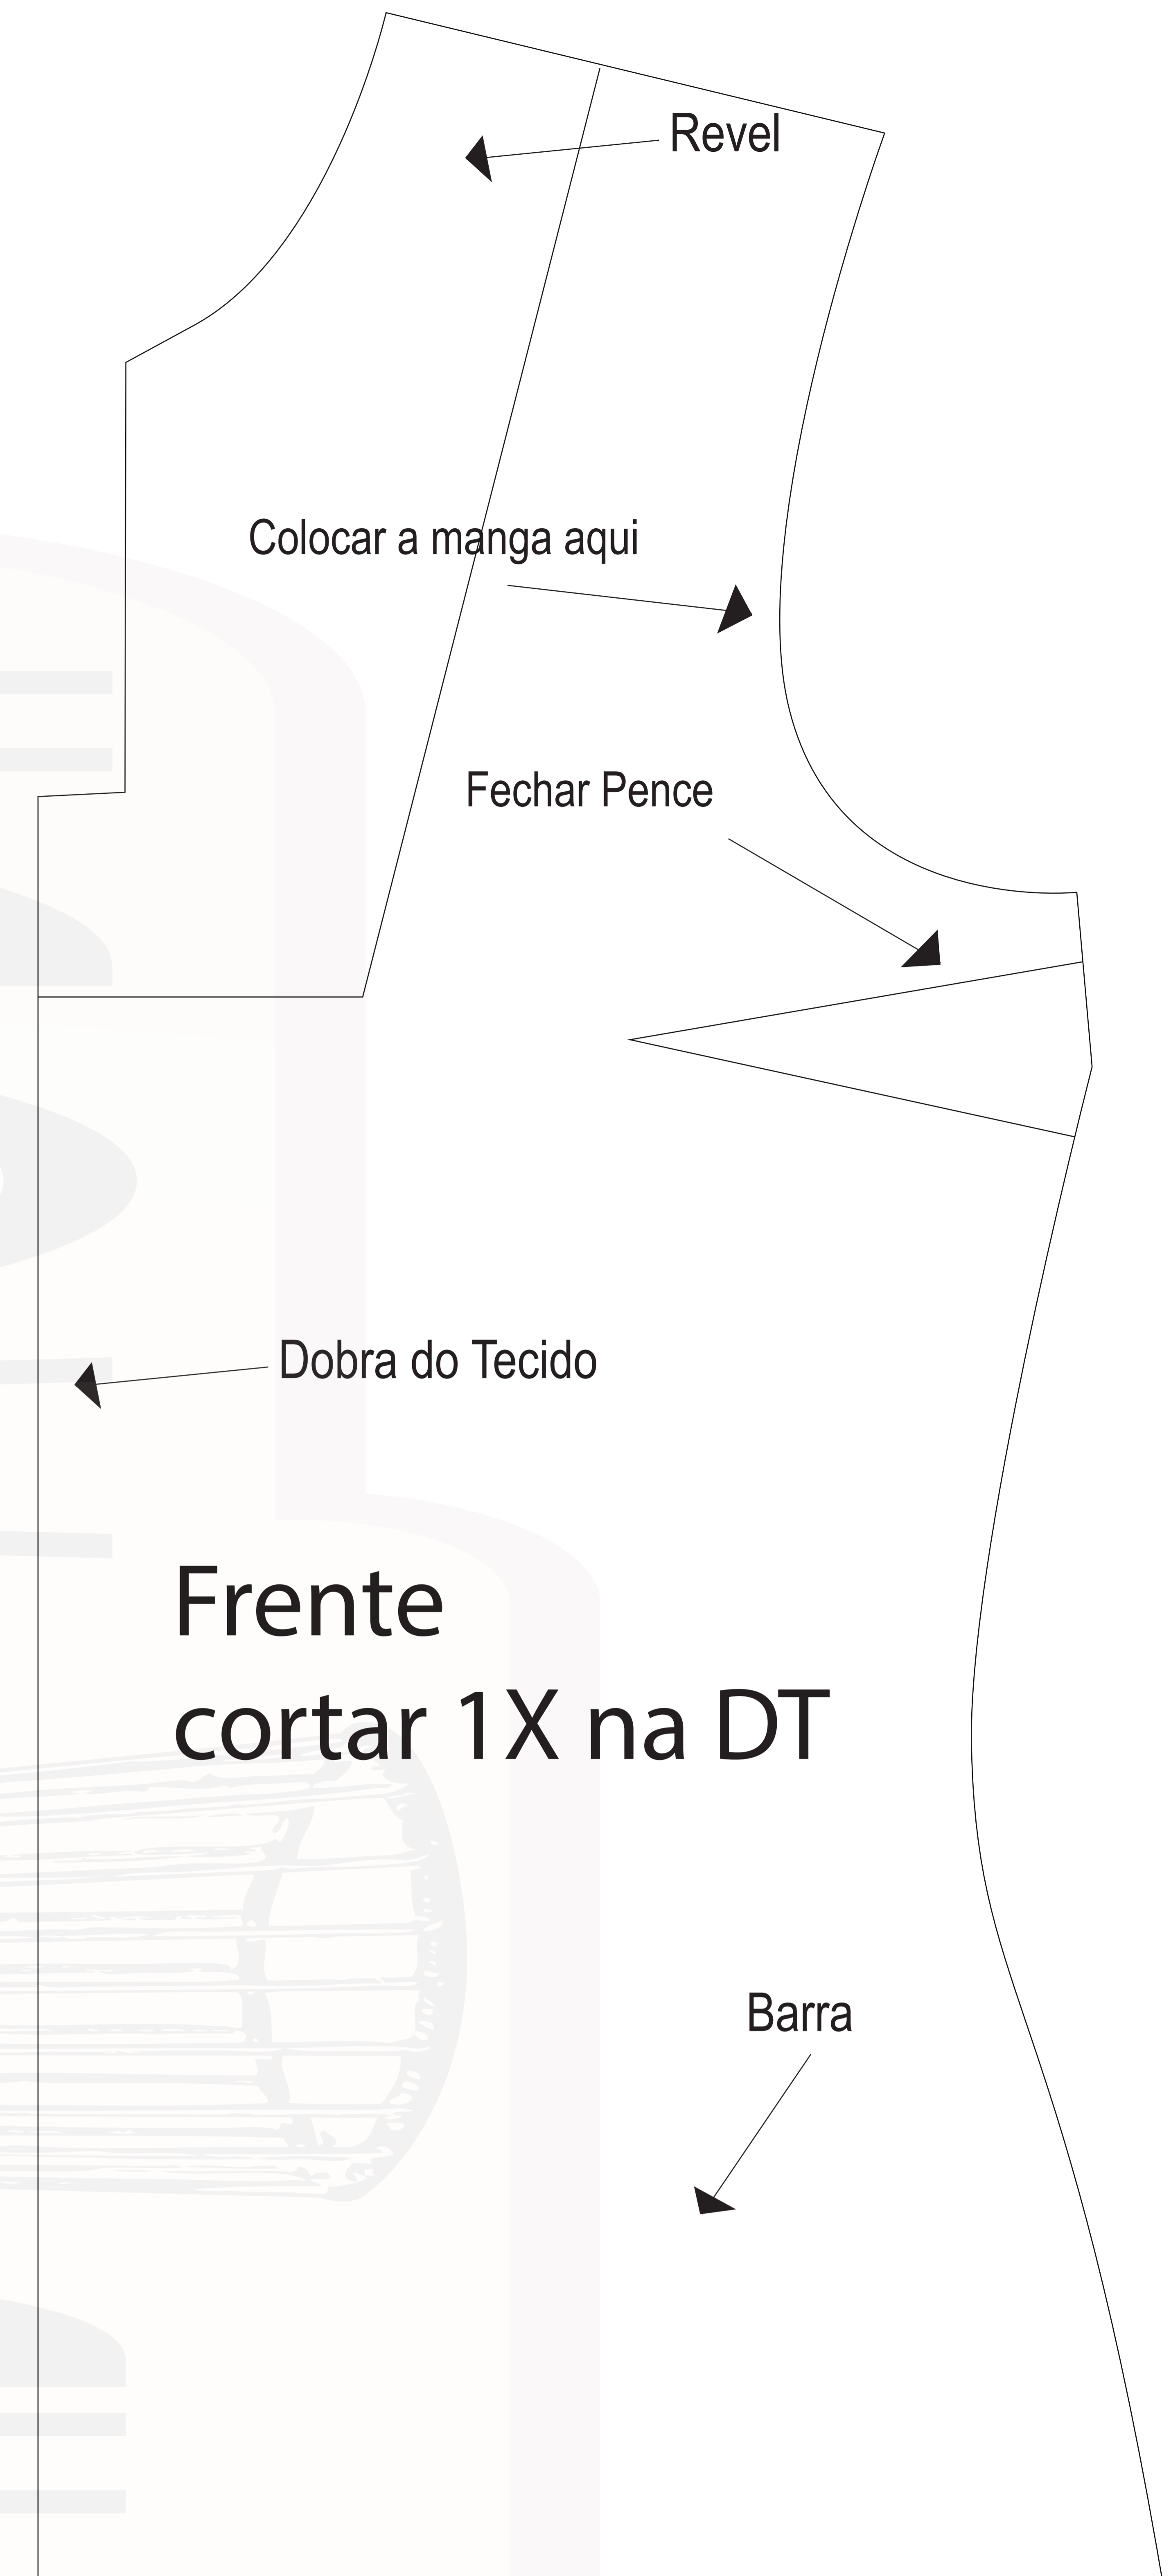 Revel
Colocar a manga aqui
Fechar Pence
Dobra do Tecido
Frente
cortar 1X na DT
Barra